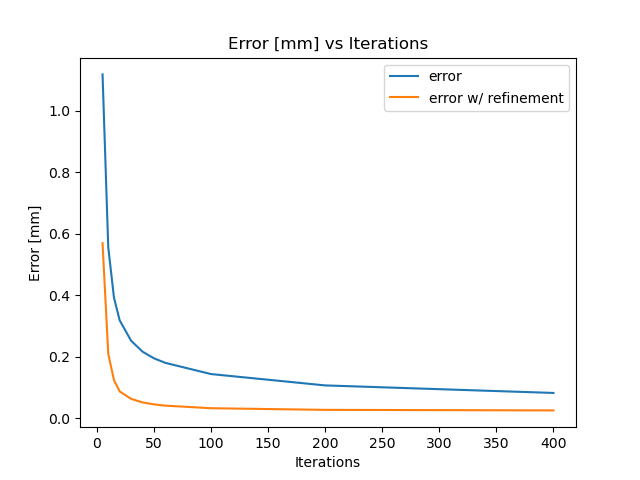 Error [mm] vs Iterations
error
error w/ refinement
1.0
0.8
0.6
0.4
0.2
0.0
Error [mm]
0 50 100 150 200 250 300 350 400
Iterations